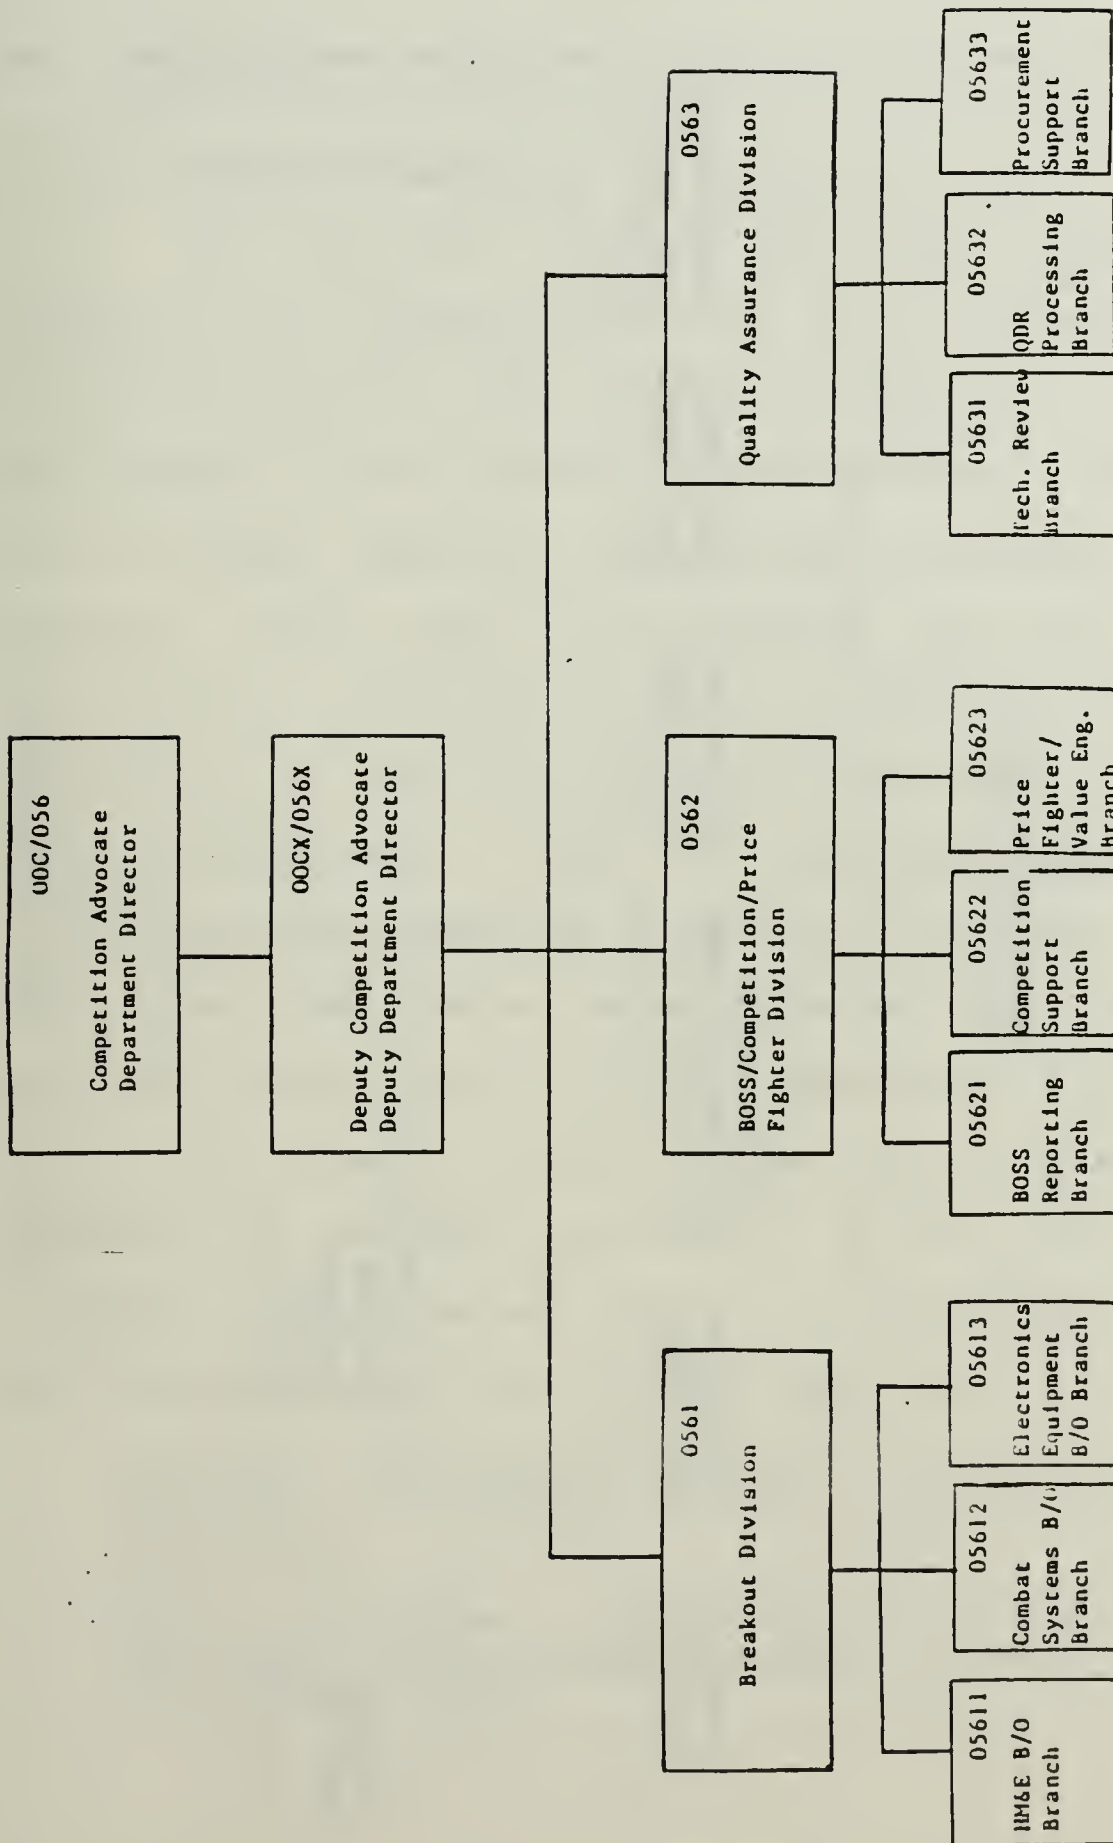 00C/056
Competition Advocate
Department Director
00CX/056X
Deputy Competition Advocate
Deputy Department Director
0561
Breakout Division
0562
BOSS/Competition/Price
Fighter Division
0563
Quality Assurance Division
05611
HM&E B/O
Branch
05612
Combat
Systems B/O
Branch
05613
Electronics
Equipment
B/O Branch
05621
BOSS
Reporting
Branch
05622
Competition
Support
Branch
05623
Price
Fighter/
Value Eng.
Branch
05631
Tech. Review
Branch
05632
QDR
Processing
Branch
05633
Procurement
Support
Branch